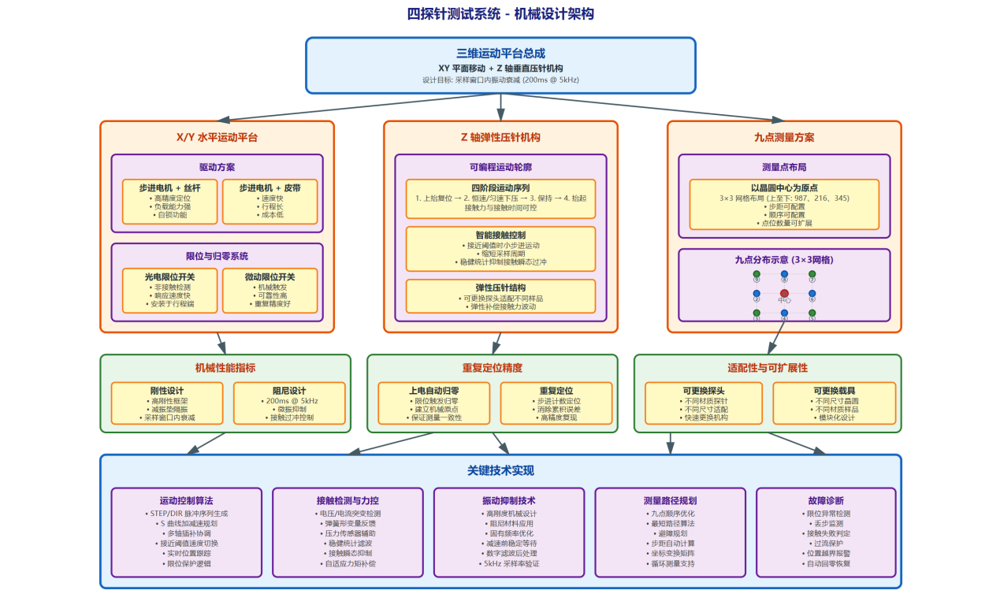 四探针测试系统 - 机械设计架构
三维运动平台总成
XY 平面移动 + Z 轴垂直压针机构
设计目标: 采样窗口内振动衰减 (200ms @ 5kHz)
X/Y 水平运动平台
驱动方案
步进电机 + 丝杆
• 高精度定位
• 负载能力强
• 自锁功能
步进电机 + 皮带
• 速度快
• 行程长
• 成本低
限位与归零系统
光电限位开关
• 非接触检测
• 响应速度快
• 安装于行程端
微动限位开关
• 机械触发
• 可靠性高
• 重复精度好
Z 轴弹性压针机构
可编程运动轮廓
四阶段运动序列
1. 上抬复位 → 2. 恒速/匀速下压 → 3. 保持 → 4. 抬起
接触力与接触时间可控
智能接触控制
• 接近阈值时小步进运动
• 缩短采样周期
• 稳健统计抑制接触瞬态过冲
弹性压针结构
• 可更换探头适配不同样品
• 弹性补偿接触力波动
九点测量方案
测量点布局
以晶圆中心为原点
3×3 网格布局 (上至下: 987、216、345)
• 步距可配置
• 顺序可配置
• 点位数量可扩展
九点分布示意 (3×3网格)
⑨ ⑧ ⑦
② 中心 ⑥
③ ④ ⑤
机械性能指标
刚性设计
• 高刚性框架
• 减振垫隔振
• 采样窗口内衰减
阻尼设计
• 200ms @ 5kHz
• 微振抑制
• 接触过冲控制
重复定位精度
上电自动归零
• 限位触发归零
• 建立机械原点
• 保证测量一致性
重复定位
• 步进计数定位
• 消除累积误差
• 高精度复现
适配性与可扩展性
可更换探头
• 不同材质探针
• 不同尺寸适配
• 快速更换机构
可更换载具
• 不同尺寸晶圆
• 不同材质样品
• 模块化设计
关键技术实现
运动控制算法
• STEP/DIR 脉冲序列生成
• S 曲线加减速规划
• 多轴插补协调
• 接近阈值速度切换
• 实时位置跟踪
• 限位保护逻辑
接触检测与力控
• 电压/电流突变检测
• 弹簧形变量反馈
• 压力传感器辅助
• 稳健统计滤波
• 接触瞬态抑制
• 自适应力矩补偿
振动抑制技术
• 高刚度机械设计
• 阻尼材料应用
• 固有频率优化
• 减速前稳定等待
• 数字滤波后处理
• 5kHz 采样率验证
测量路径规划
• 九点顺序优化
• 最短路径算法
• 避障规划
• 步距自动计算
• 坐标变换矩阵
• 循环测量支持
故障诊断
• 限位异常检测
• 丢步监测
• 接触失败判定
• 过流保护
• 位置越界报警
• 自动回零恢复